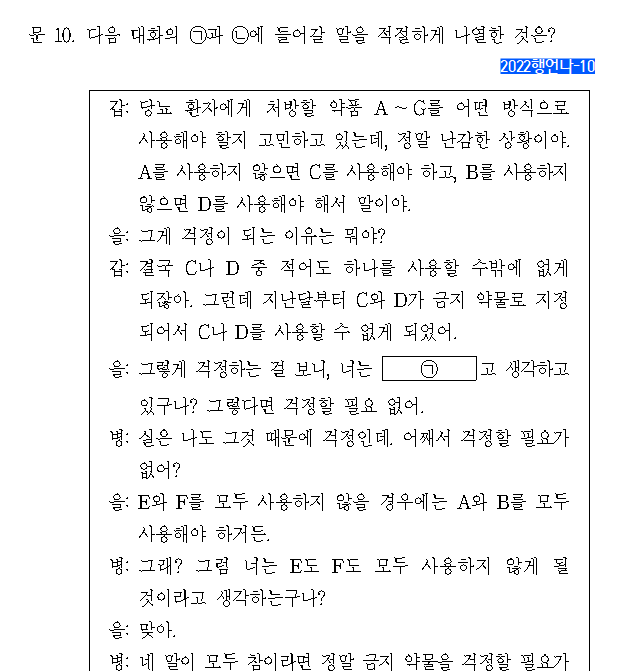 문 10. 다음 대화의 ㉠과 ㉡에 들어갈 말을 적절하게 나열한 것은?
2022행언나-10
갑: 당뇨 환자에게 처방할 약품 A ~ G를 어떤 방식으로
사용해야 할지 고민하고 있는데, 정말 난감한 상황이야.
A를 사용하지 않으면 C를 사용해야 하고, B를 사용하지
않으면 D를 사용해야 해서 말이야.
을: 그게 걱정이 되는 이유는 뭐야?
갑: 결국 C나 D 중 적어도 하나를 사용할 수밖에 없게
되잖아. 그런데 지난달부터 C와 D가 금지 약물로 지정
되어서 C나 D를 사용할 수 없게 되었어.
을: 그렇게 걱정하는 걸 보니, 너는 ㉠ 고 생각하고
있구나? 그렇다면 걱정할 필요 없어.
병: 실은 나도 그것 때문에 걱정인데. 어째서 걱정할 필요가
없어?
을: E와 F를 모두 사용하지 않을 경우에는 A와 B를 모두
사용해야 하거든.
병: 그래? 그럼 너는 E도 F도 모두 사용하지 않게 될
것이라고 생각하는구나?
을: 맞아.
병: 네 말이 모두 참이라면 정말 금지 약물을 걱정할 필요가